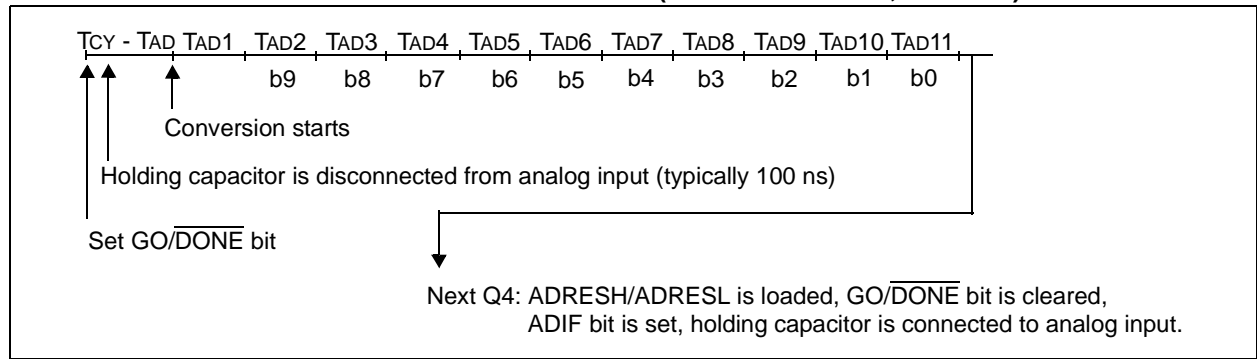 TCY - TAD TAD1 TAD2 TAD3 TAD4 TAD5 TAD6 TAD7 TAD8 TAD9 TAD10 TAD11
b9 b8 b7 b6 b5 b4 b3 b2 b1 b0
Conversion starts
Holding capacitor is disconnected from analog input (typically 100 ns)
Set GO/DONE bit
Next Q4: ADRESH/ADRESL is loaded, GO/DONE bit is cleared,
ADIF bit is set, holding capacitor is connected to analog input.